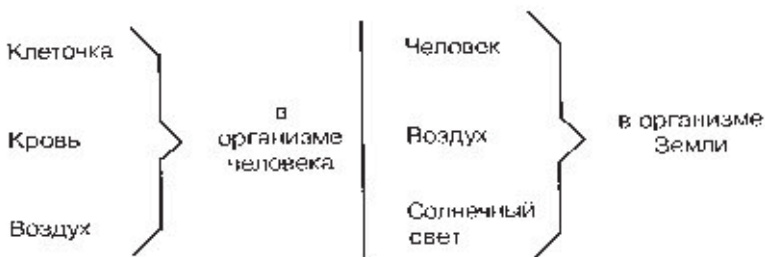 Клеточка
Кровь
Воздух
в
организме
человека
Человек
Воздух
Солнечный
свет
в организме
Земли